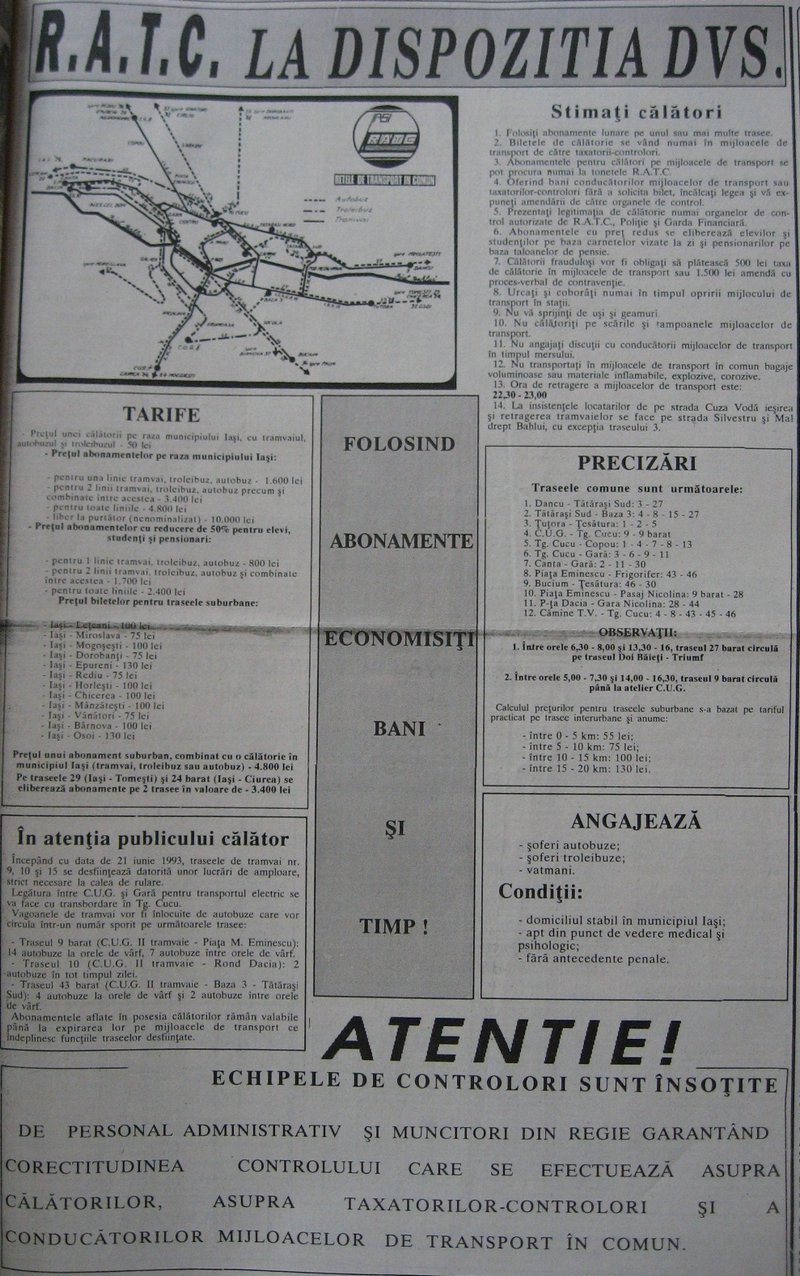 R.A.T.C. LA DISPOZITIA DVS.
IASI
RATC
RETELE DE TRANSPORT IN COMUN
Autobuz
Troleibuz
Tramvai
Stimaţi călători
1. Folosiţi abonamente lunare pe unul sau mai multe trasee.
2. Biletele de călătorie se vând numai în mijloacele de
transport de către taxatorii-controlori.
3. Abonamentele pentru călători pe mijloacele de transport se
pot procura numai la tonetele R.A.T.C.
4. Oferind bani conducătorilor mijloacelor de transport sau
taxatorilor-controlori fără a solicita bilet, încălcaţi legea şi vă ex-
puneţi amendării de către organele de control.
5. Prezentaţi legitimaţia de călătorie numai organelor de con-
trol autorizate de R.A.T.C., Poliţie şi Garda Financiară.
6. Abonamentele cu preţ redus se eliberează elevilor şi
studenţilor pe baza carnetelor vizate la zi şi pensionarilor pe
baza taloanelor de pensie.
7. Călătorii frauduloşi vor fi obligaţi să plătească 500 lei taxa
de călătorie în mijloacele de transport sau 1.500 lei amendă cu
proces-verbal de contravenţie.
8. Urcaţi şi coborâţi numai în timpul opririi mijlocului de
transport în staţii.
9. Nu vă sprijiniţi de uşi şi geamuri
10. Nu călătoriţi pe scările şi tampoanele mijloacelor de
transport.
11. Nu angajaţi discuţii cu conducătorii mijloacelor de transport
în timpul mersului.
12. Nu transportaţi în mijloacele de transport în comun bagaje
voluminoase sau materiale inflamabile, explozive, corozive.
13. Ora de retragere a mijloacelor de transport este:
22,30 - 23,00
14. La insistenţele locatarilor de pe strada Cuza Vodă ieşirea
şi retragerea tramvaielor se face pe strada Silvestru şi Mal
drept Bahlui, cu excepţia traseului 3.
TARIFE
Preţul unei călătorii pe raza municipiului Iaşi, cu tramvaiul,
autobuzul şi troleibuzul - 50 lei
- Preţul abonamentelor pe raza municipiului Iaşi:
- pentru una linie tramvai, troleibuz, autobuz - 1.600 lei
- pentru 2 linii tramvai, troleibuz, autobuz precum şi
combinate între acestea - 3.400 lei
- pentru toate liniile - 4.800 lei
- liber la purtător (nenominalizat) - 10.000 lei
- Preţul abonamentelor cu reducere de 50% pentru elevi,
studenţi şi pensionari:
- pentru 1 linie tramvai, troleibuz, autobuz - 800 lei
- pentru 2 linii tramvai, troleibuz, autobuz şi combinate
între acestea - 1.700 lei
- pentru toate liniile - 2.400 lei
Preţul biletelor pentru traseele suburbane:
- Iaşi - Leţcani - 100 lei
- Iaşi - Miroslava - 75 lei
- Iaşi - Mogoşeşti - 100 lei
- Iaşi - Dorobanţi - 75 lei
- Iaşi - Epureni - 130 lei
- Iaşi - Rediu - 75 lei
- Iaşi - Horleşti - 100 lei
- Iaşi - Chicerea - 100 lei
- Iaşi - Mânzăteşti - 100 lei
- Iaşi - Vânători - 75 lei
- Iaşi - Bârnova - 100 lei
- Iaşi - Osoi - 130 lei
Preţul unui abonament suburban, combinat cu o călătorie în
municipiul Iaşi (tramvai, troleibuz sau autobuz) - 4.800 lei
Pe traseele 29 (Iaşi - Tomeşti) şi 24 barat (Iaşi - Ciurea) se
eliberează abonamente pe 2 trasee în valoare de - 3.400 lei
FOLOSIND
ABONAMENTE
ECONOMISIŢI
BANI
ŞI
TIMP !
PRECIZĂRI
Traseele comune sunt următoarele:
1. Dancu - Tătăraşi Sud: 3 - 27
2. Tătăraşi Sud - Baza 3: 4 - 8 - 15 - 27
3. Ţuţora - Ţesătura: 1 - 2 - 5
4. C.U.G. - Tg. Cucu: 9 - 9 barat
5. Tg. Cucu - Copou: 1 - 4 - 7 - 8 - 13
6. Tg. Cucu - Gară: 3 - 6 - 9 - 11
7. Canta - Gară: 2 - 11 - 30
8. Piaţa Eminescu - Frigorifer: 43 - 46
9. Bucium - Ţesătura: 46 - 30
10. Piaţa Eminescu - Pasaj Nicolina: 9 barat - 28
11. P-ţa Dacia - Gara Nicolina: 28 - 44
12. Cămine T.V. - Tg. Cucu: 4 - 8 - 43 - 45 - 46
OBSERVAŢII:
1. Între orele 6,30 - 8,00 şi 13,30 - 16, traseul 27 barat circulă
pe traseul Doi Băieţi - Triumf
2. Între orele 5,00 - 7,30 şi 14,00 - 16,30, traseul 9 barat circulă
până la atelier C.U.G.
Calculul preţurilor pentru traseele suburbane s-a bazat pe tariful
practicat pe trasee interurbane şi anume:
- între 0 - 5 km: 55 lei;
- între 5 - 10 km: 75 lei;
- între 10 - 15 km: 100 lei;
- între 15 - 20 km: 130 lei.
În atenţia publicului călător
Începând cu data de 21 iunie 1993, traseele de tramvai nr.
9, 10 şi 15 se desfiinţează datorită unor lucrări de amploare,
strict necesare la calea de rulare.
Legătura între C.U.G. şi Gară pentru transportul electric se
va face cu transbordare în Tg. Cucu.
Vagoanele de tramvai vor fi înlocuite de autobuze care vor
circula într-un număr sporit pe următoarele trasee:
- Traseul 9 barat (C.U.G. II tramvaie - Piaţa M. Eminescu):
14 autobuze la orele de vârf, 7 autobuze între orele de vârf.
- Traseul 10 (C.U.G. II tramvaie - Rond Dacia): 2
autobuze în tot timpul zilei.
- Traseul 43 barat (C.U.G. II tramvaie - Baza 3 - Tătăraşi
Sud): 4 autobuze la orele de vârf şi 2 autobuze între orele
de vârf.
Abonamentele aflate în posesia călătorilor rămân valabile
până la expirarea lor pe mijloacele de transport ce
îndeplinesc funcţiile traseelor desfiinţate.
ANGAJEAZĂ
- şoferi autobuze;
- şoferi troleibuze;
- vatmani.
Condiţii:
- domiciliul stabil în municipiul Iaşi;
- apt din punct de vedere medical şi
psihologic;
- fără antecedente penale.
ATENTIE!
ECHIPELE DE CONTROLORI SUNT ÎNSOŢITE
DE PERSONAL ADMINISTRATIV ŞI MUNCITORI DIN REGIE GARANTÂND
CORECTITUDINEA CONTROLULUI CARE SE EFECTUEAZĂ ASUPRA
CĂLĂTORILOR, ASUPRA TAXATORILOR-CONTROLORI ŞI A
CONDUCĂTORILOR MIJLOACELOR DE TRANSPORT ÎN COMUN.